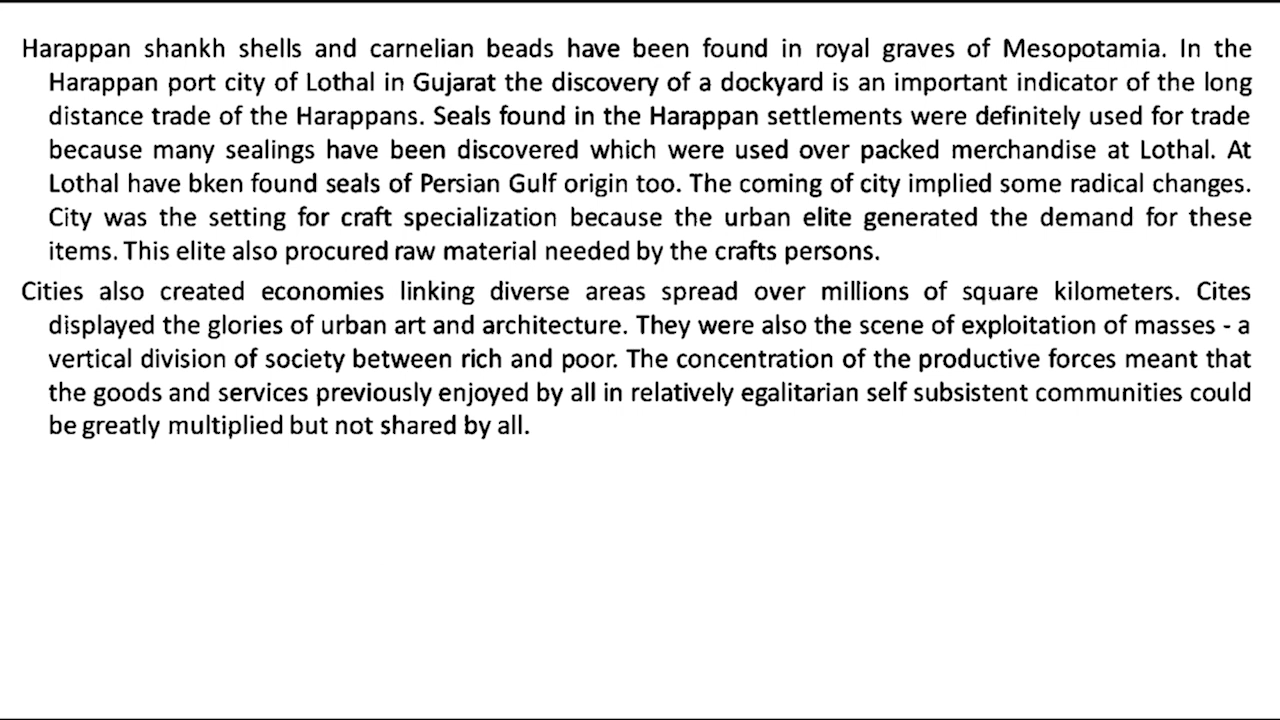 Harappan shankh shells and carnelian beads have been found in royal graves of Mesopotamia. In the
Harappan port city of Lothal in Gujarat the discovery of a dockyard is an important indicator of the long
distance trade of the Harappans. Seals found in the Harappan settlements were definitely used for trade
because many sealings have been discovered which were used over packed merchandise at Lothal. At
Lothal have bken found seals of Persian Gulf origin too. The coming of city implied some radical changes.
City was the setting for craft specialization because the urban elite generated the demand for these
items. This elite also procured raw material needed by the crafts persons.
Cities also created economies linking diverse areas spread over millions of square kilometers. Cites
displayed the glories of urban art and architecture. They were also the scene of exploitation of masses - a
vertical division of society between rich and poor. The concentration of the productive forces meant that
the goods and services previously enjoyed by all in relatively egalitarian self subsistent communities could
be greatly multiplied but not shared by all.